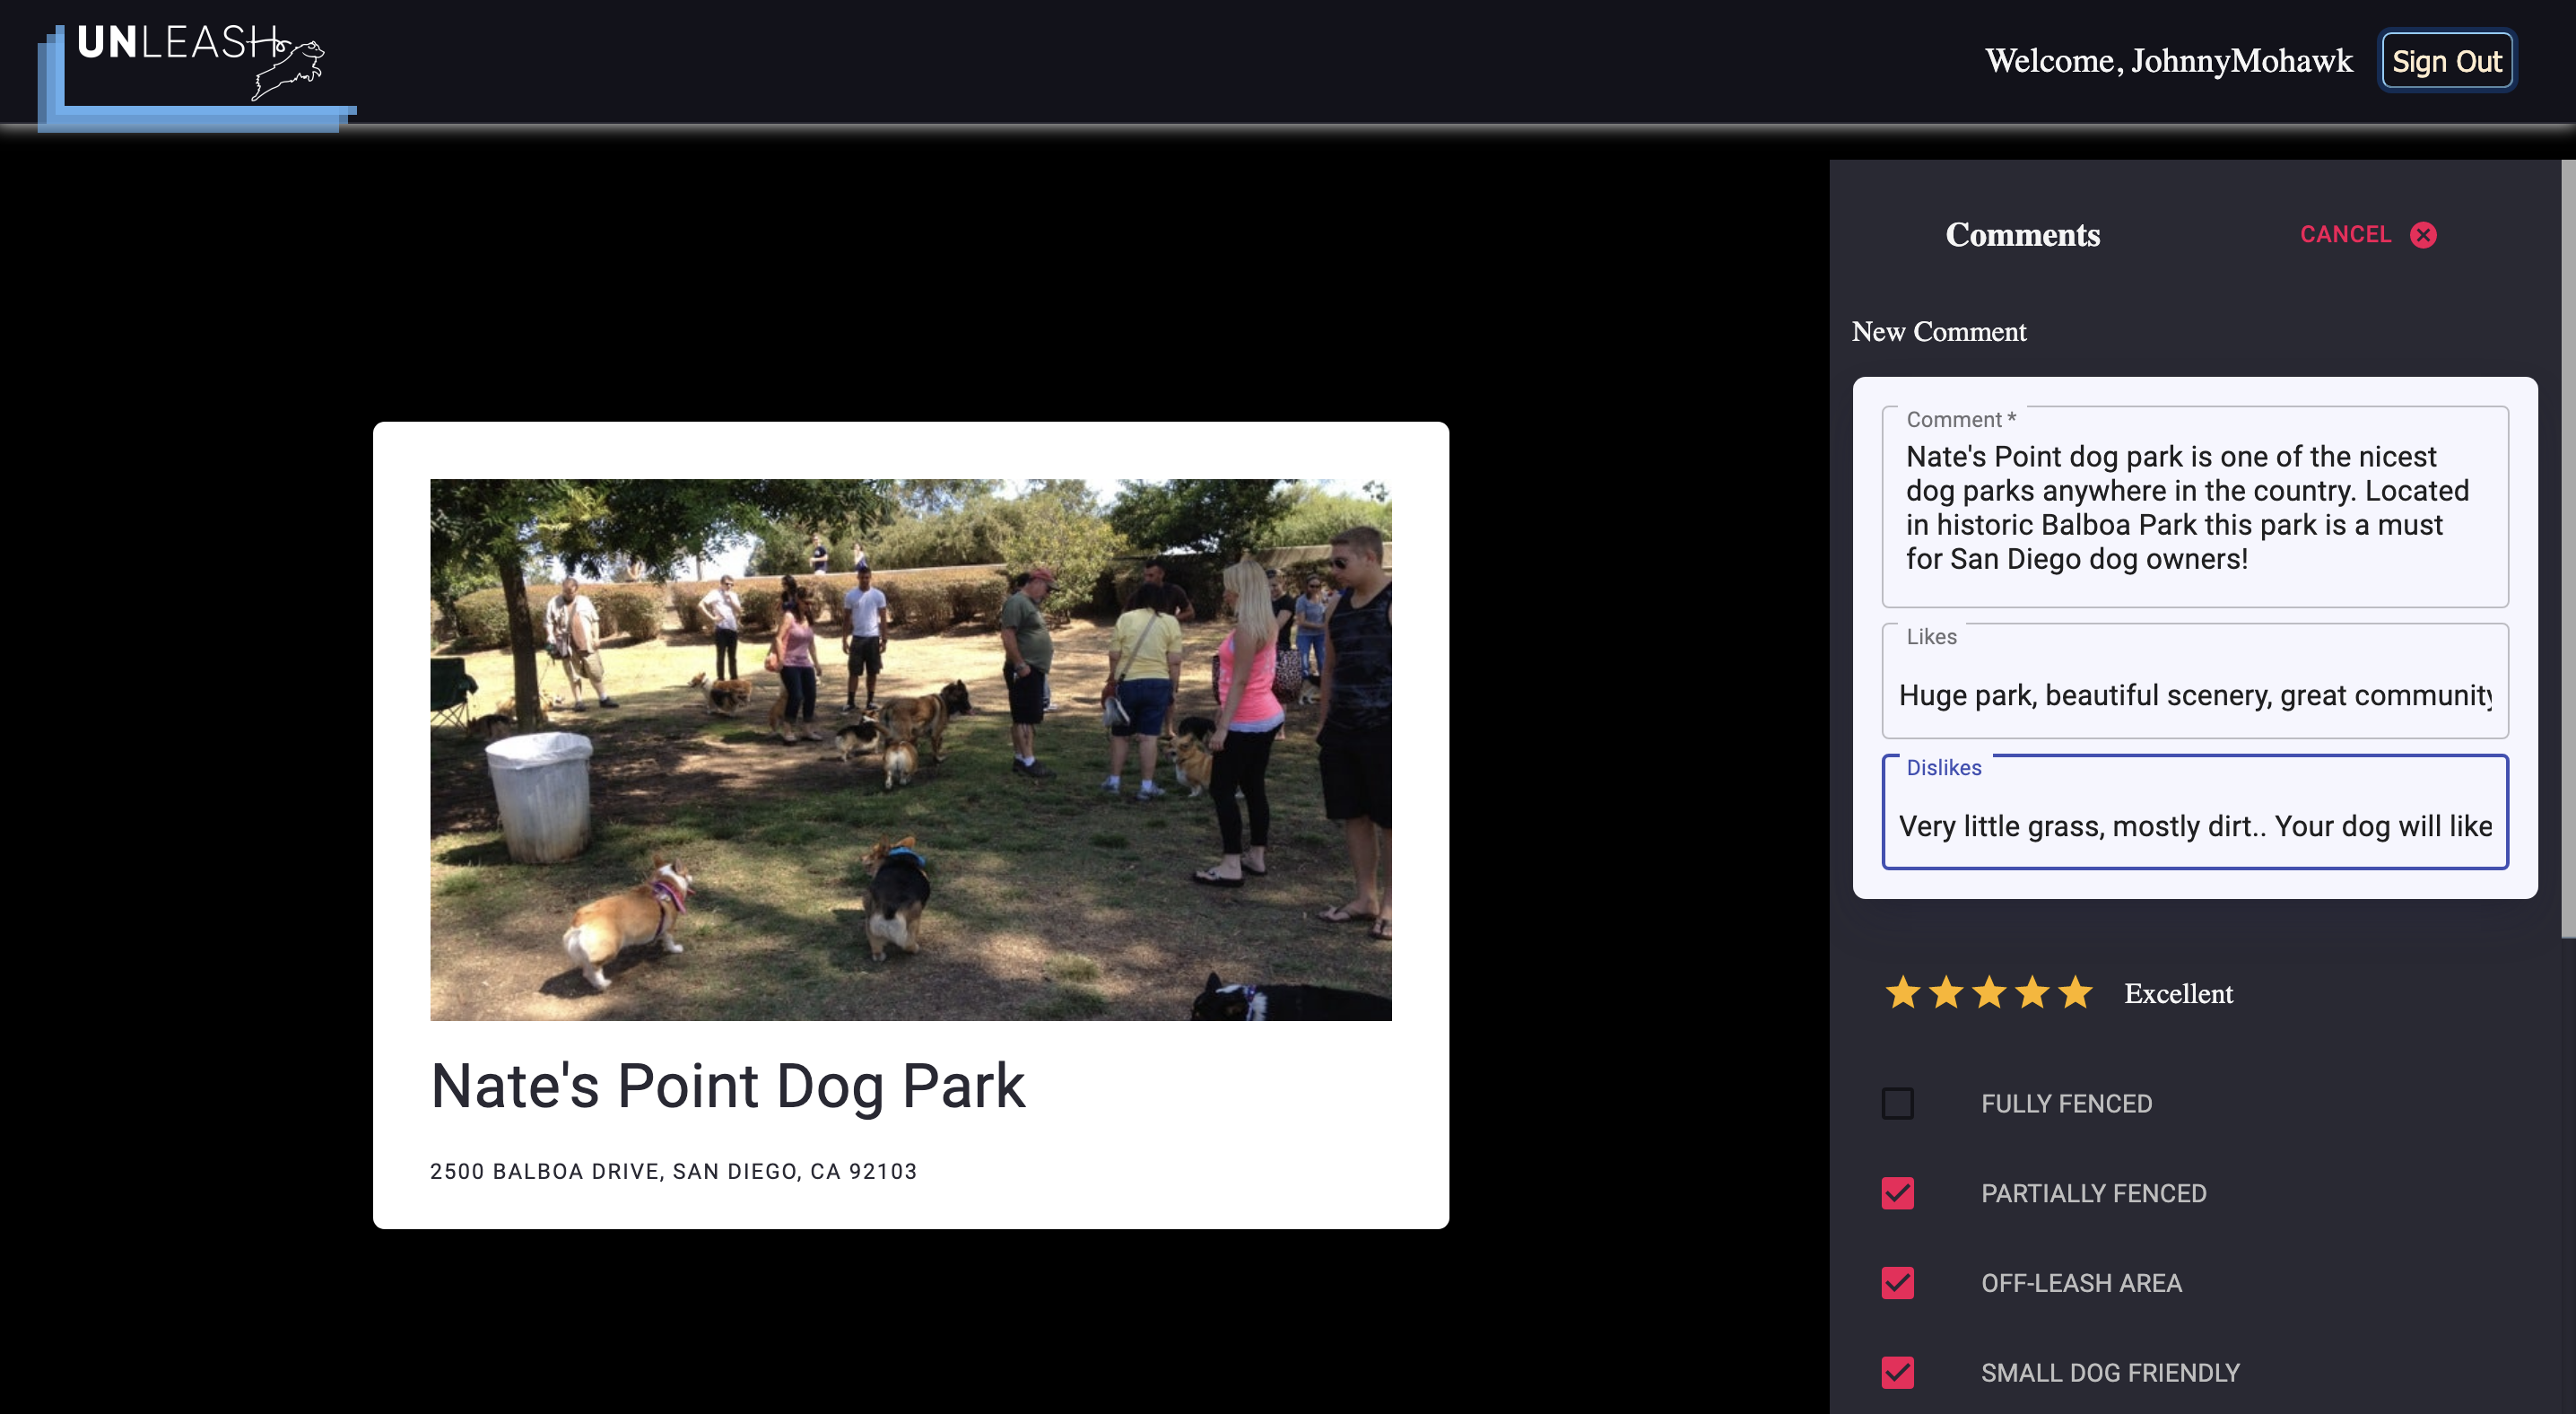 UNLEASH
Welcome, JohnnyMohawk
Sign Out
Nate's Point Dog Park
2500 BALBOA DRIVE, SAN DIEGO, CA 92103
Comments
CANCEL
New Comment
Comment *
Nate's Point dog park is one of the nicest
dog parks anywhere in the country. Located
in historic Balboa Park this park is a must
for San Diego dog owners!
Likes
Huge park, beautiful scenery, great community
Dislikes
Very little grass, mostly dirt.. Your dog will like
Excellent
FULLY FENCED
PARTIALLY FENCED
OFF-LEASH AREA
SMALL DOG FRIENDLY